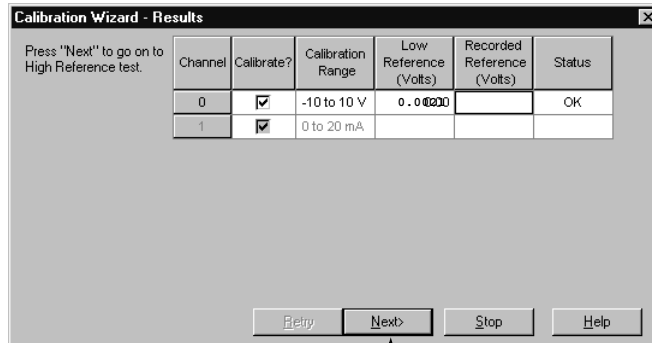 Calibration Wizard - Results
Press "Next" to go on to
High Reference test.
Channel Calibrate? Calibration Range Low Reference (Volts) Recorded Reference (Volts) Status
0 -10 to 10 V OK
1 0 to 20 mA
Retry Next> Stop Help